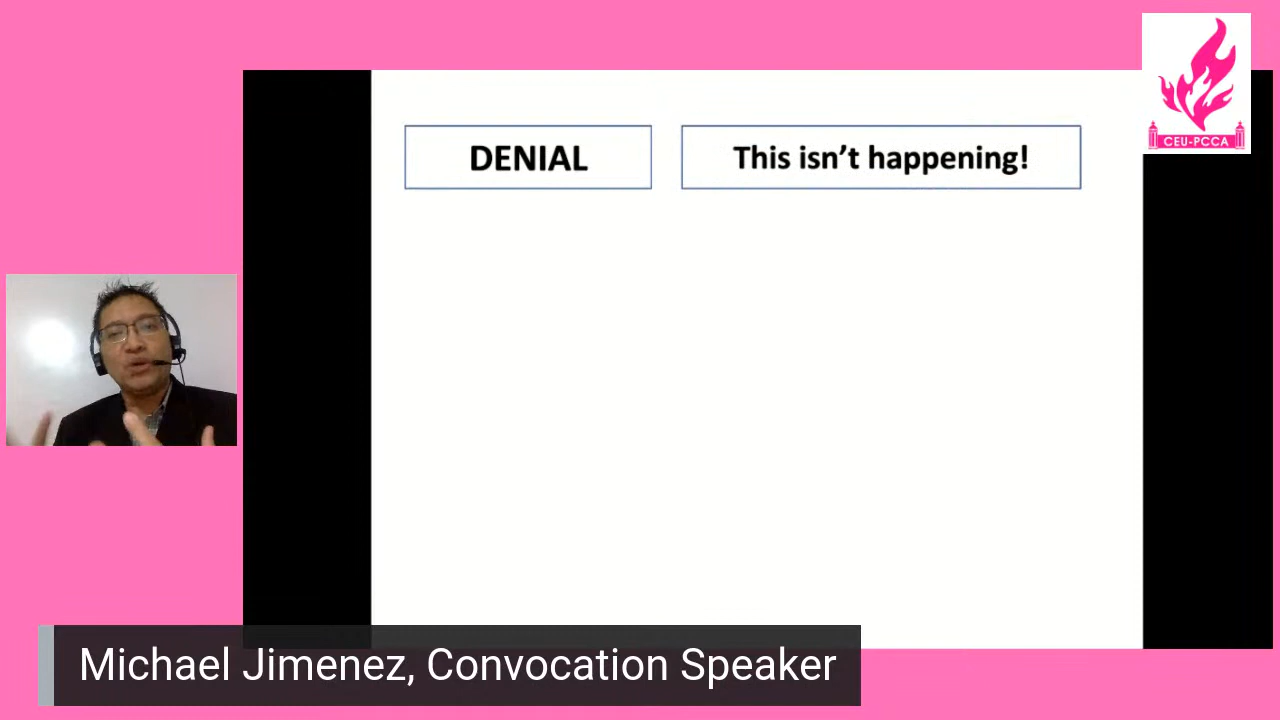 DENIAL
This isn't happening!
CEU-PCCA
Michael Jimenez, Convocation Speaker